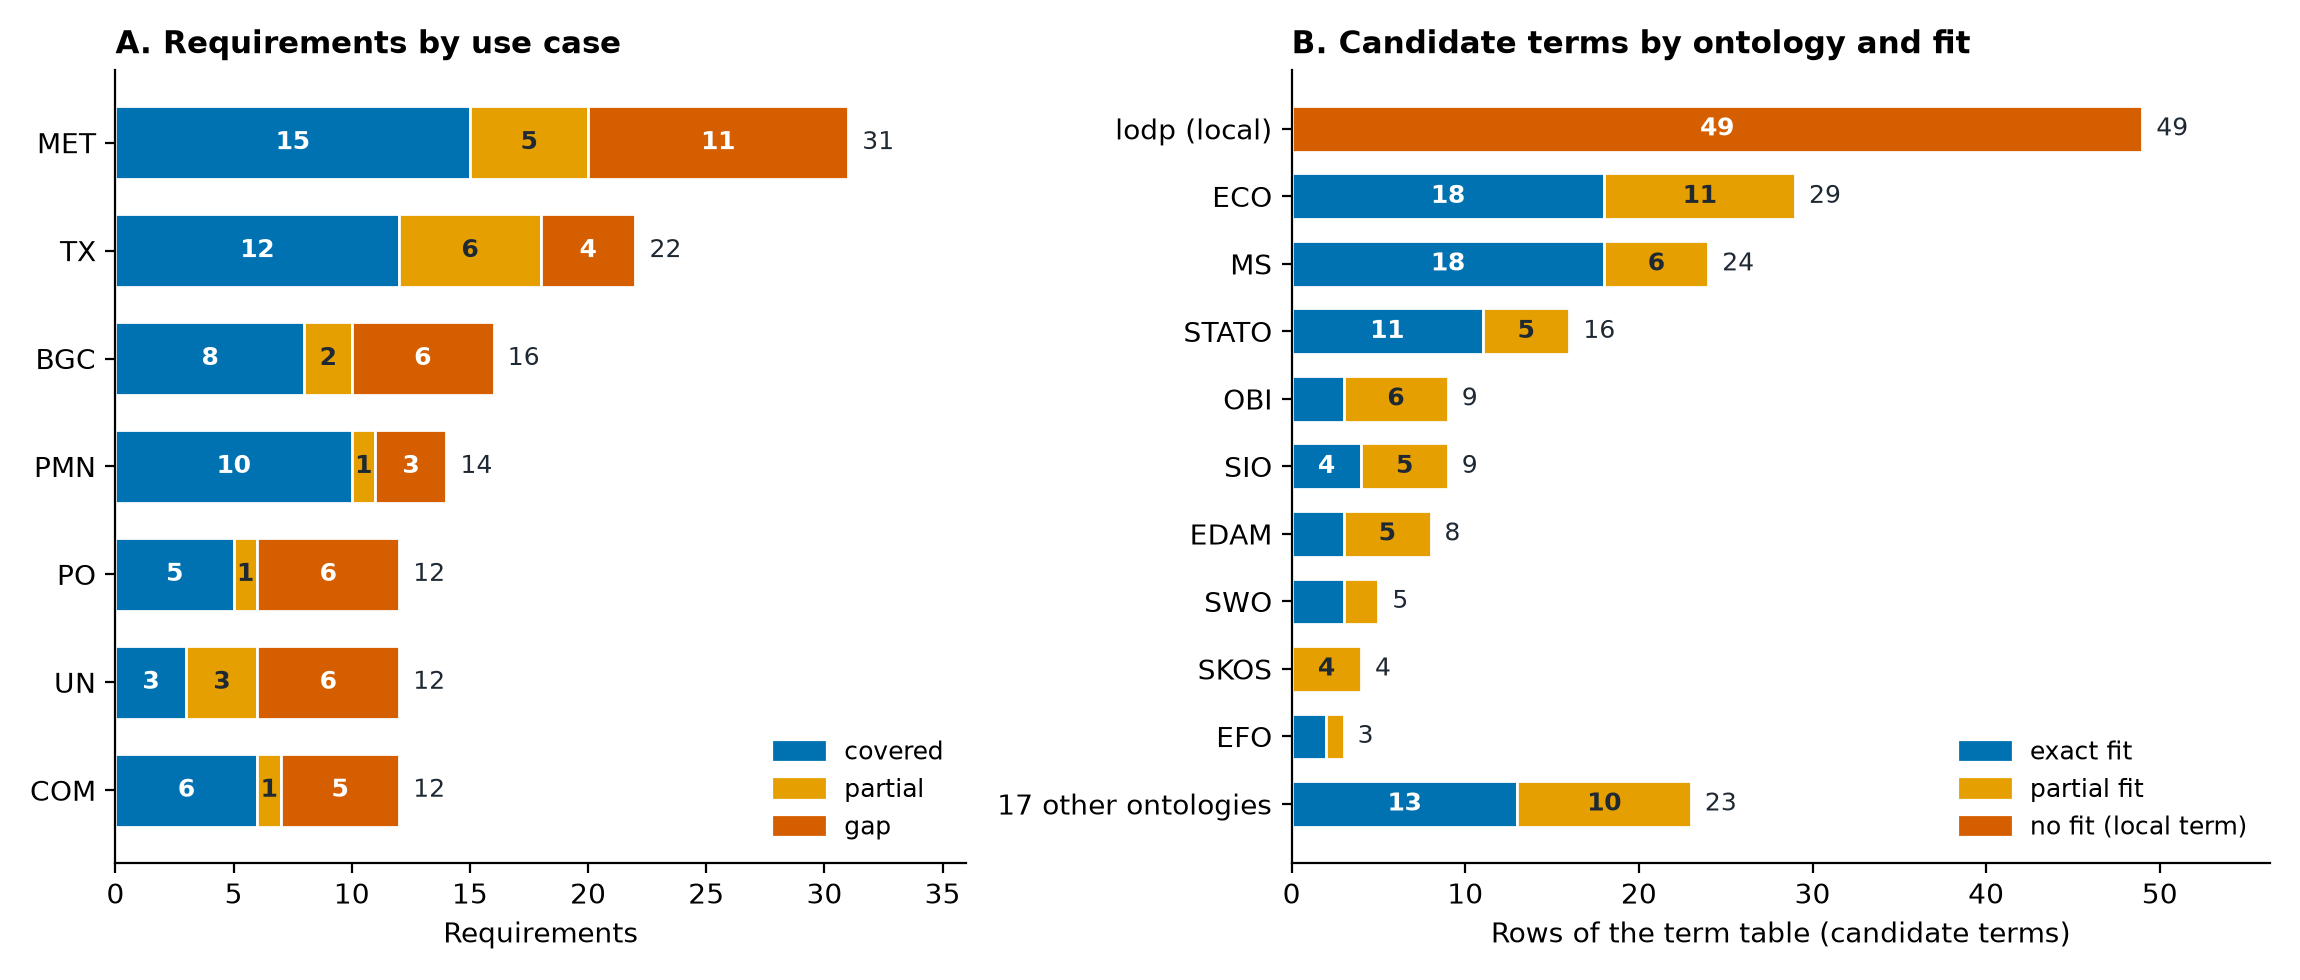 A. Requirements by use case
MET 15 5 11 31
TX 12 6 4 22
BGC 8 2 6 16
PMN 10 1 3 14
PO 5 1 6 12
UN 3 3 6 12
COM 6 1 5 12
covered
partial
gap
0 5 10 15 20 25 30 35
Requirements
B. Candidate terms by ontology and fit
lodp (local) 49 49
ECO 18 11 29
MS 18 6 24
STATO 11 5 16
OBI 6 9
SIO 4 5 9
EDAM 5 8
SWO 5
SKOS 4 4
EFO 3
17 other ontologies 13 10 23
exact fit
partial fit
no fit (local term)
0 10 20 30 40 50
Rows of the term table (candidate terms)